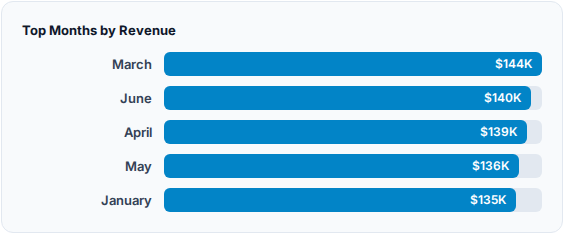 Top Months by Revenue
March $144K
June $140K
April $139K
May $136K
January $135K